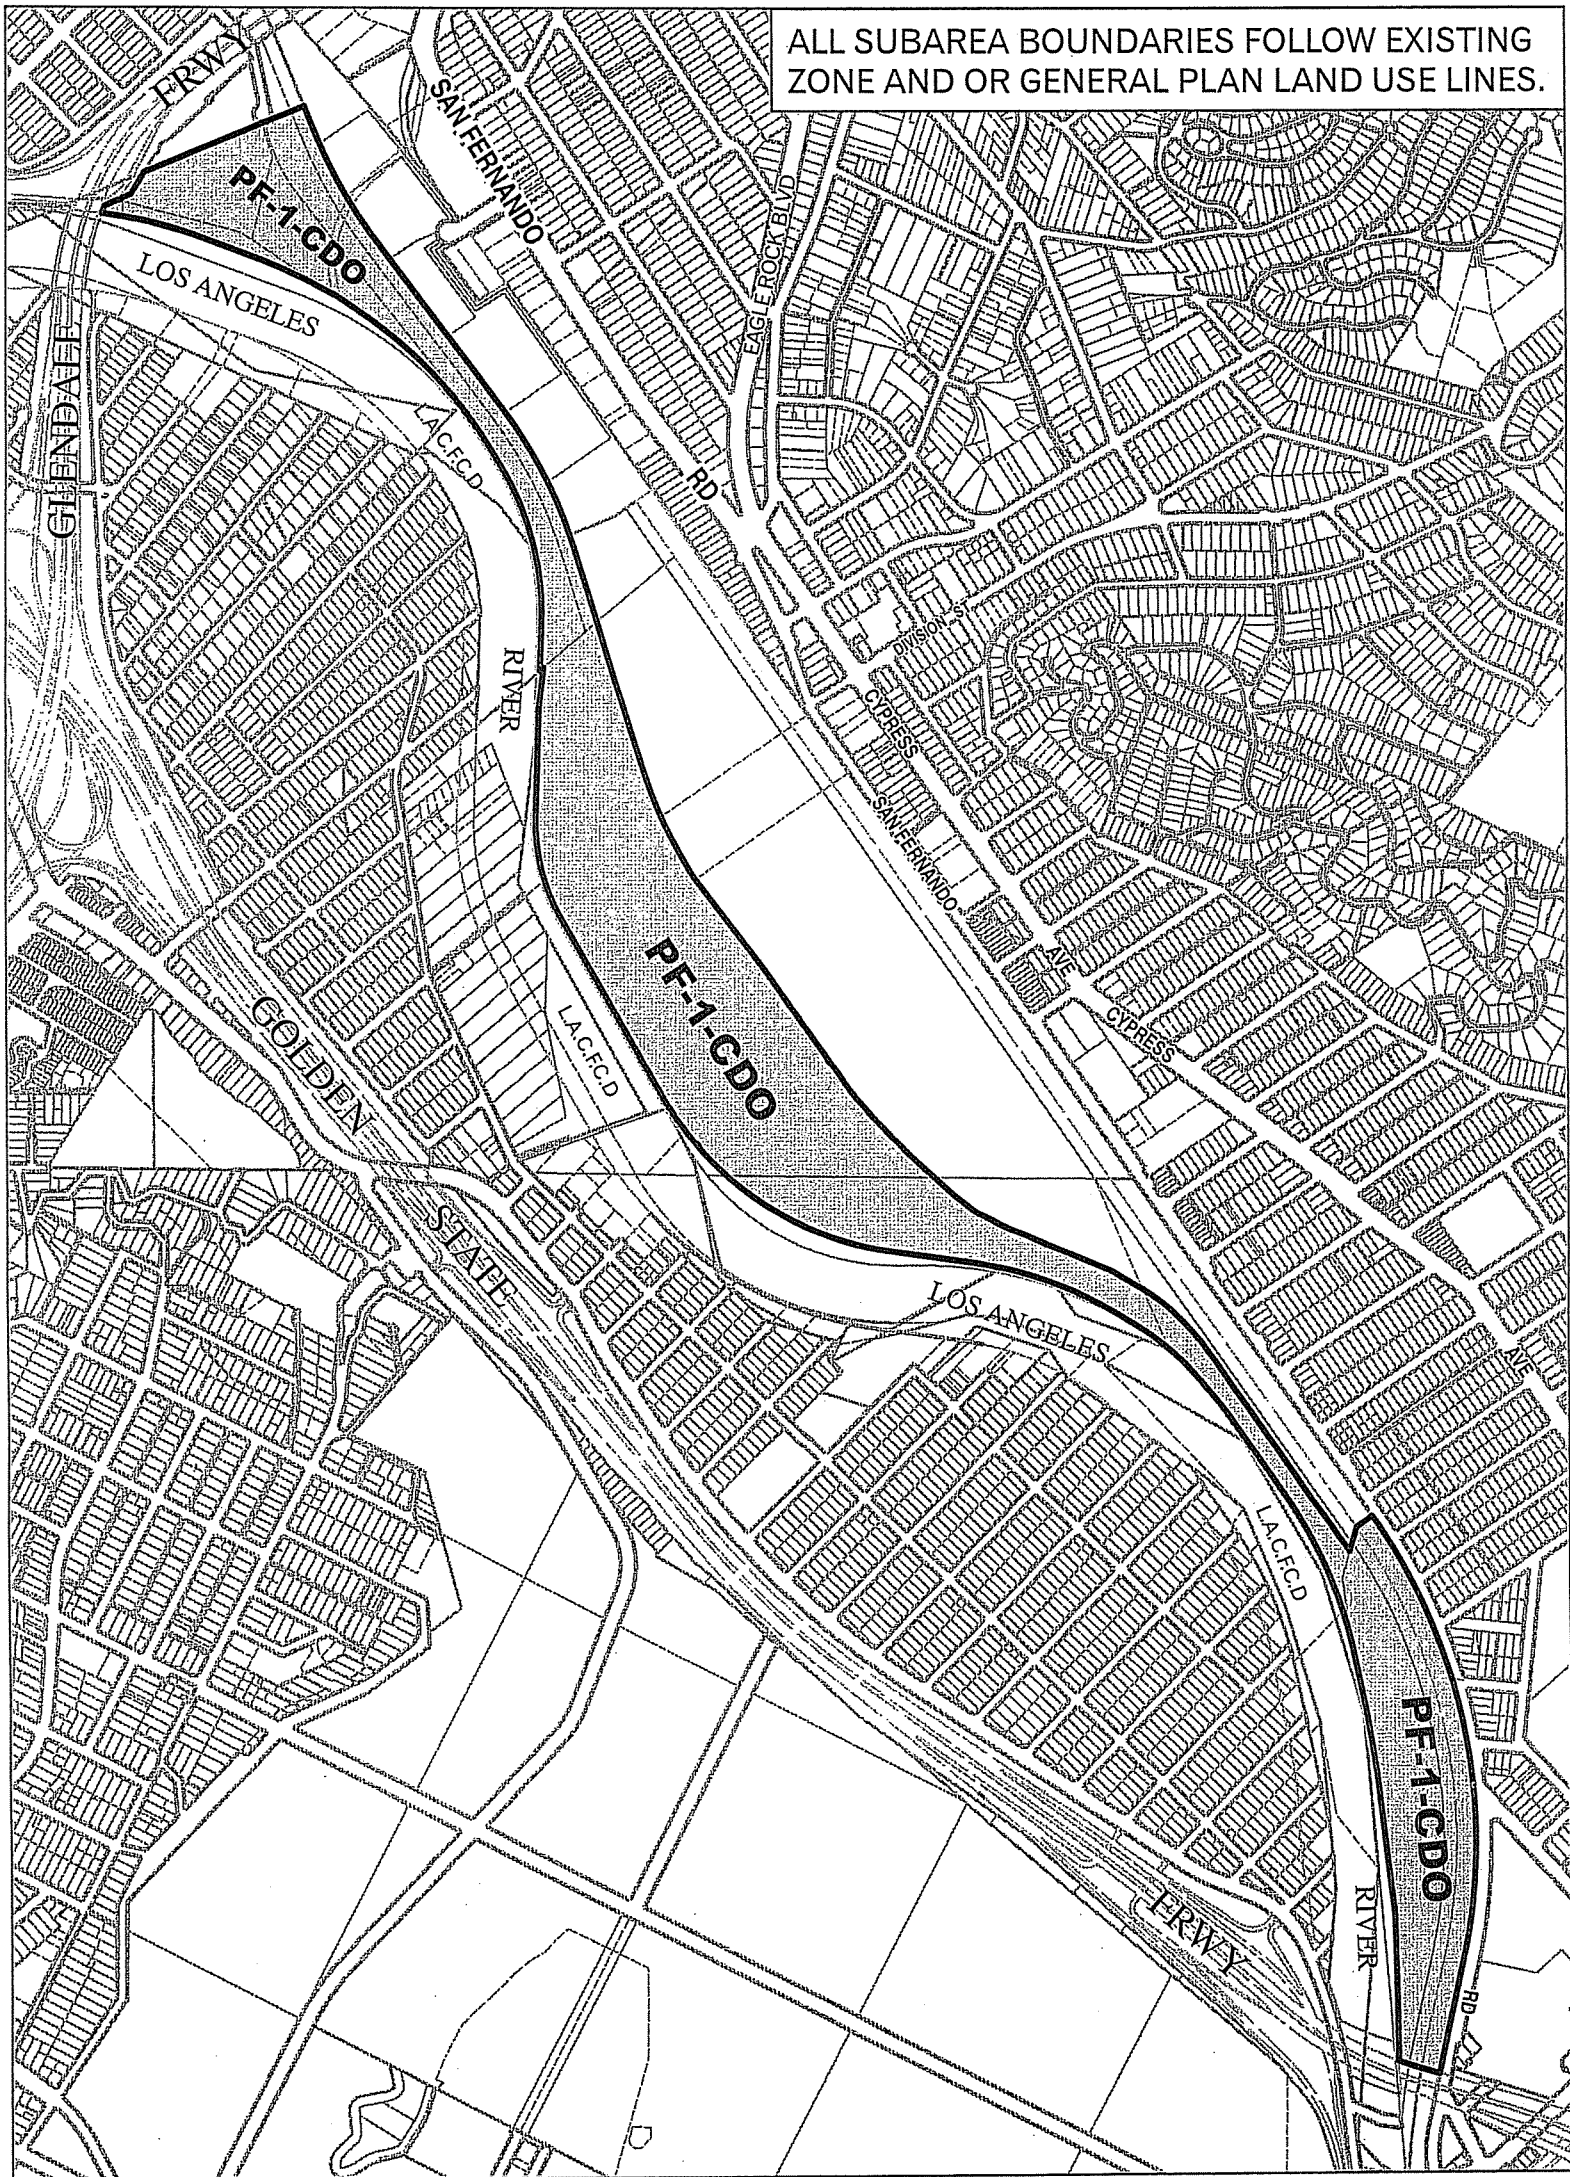 ALL SUBAREA BOUNDARIES FOLLOW EXISTING
ZONE AND OR GENERAL PLAN LAND USE LINES.
FRWY
SAN FERNANDO
PF-1-CDO
EAGLE ROCK BLVD
LOS ANGELES
GLENDALE
L.A.C.F.C.D
RD
DIVISION ST
RIVER
CYPRESS
SAN FERNANDO
AVE
PF-1-CDO
CYPRESS
GOLDEN
L.A.C.F.C.D
STATE
LOS ANGELES
AVE
L.A.C.F.C.D
PF-1-CDO
FRWY
RIVER
RD